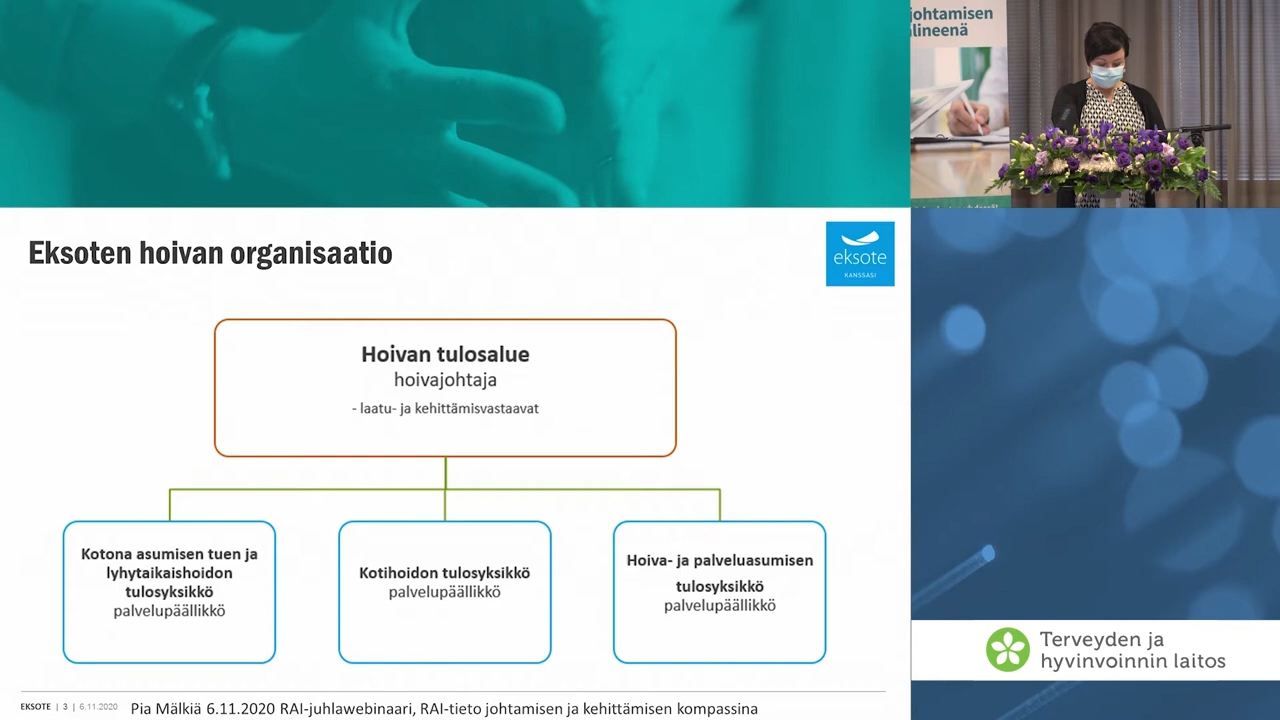 johtamisen
lineenä
Eksoten hoivan organisaatio
eksote
KANSSASI
Hoivan tulosalue
hoivajohtaja
- laatu- ja kehittämisvastaavat
Kotona asumisen tuen ja
lyhytaikaishoidon
tulosyksikkö
palvelupäällikkö
Kotihoidon tulosyksikkö
palvelupäällikkö
Hoiva- ja palveluasumisen
tulosyksikkö
palvelupäällikkö
Terveyden ja
hyvinvoinnin laitos
EKSOTE | 3 | 6.11.2020
Pia Mälkiä 6.11.2020 RAI-juhlawebinaari, RAI-tieto johtamisen ja kehittämisen kompassina